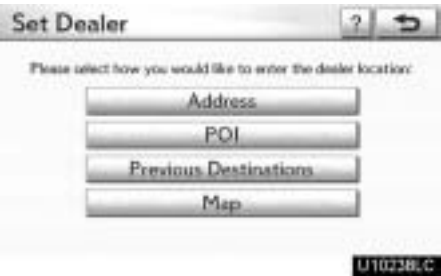 Set Dealer ?
Please select how you would like to enter the dealer location:
Address
POI
Previous Destinations
Map
U1023BLC